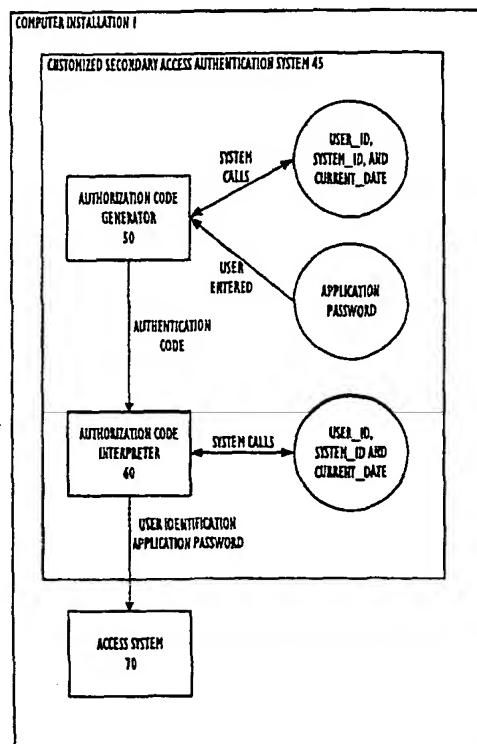 COMPUTER INSTALLATION 1
CUSTOMIZED SECONDARY ACCESS AUTHENTICATION SYSTEM 45
USER_ID,
SYSTEM_ID, AND
CURRENT_DATE
SYSTEM
CALLS
AUTHORIZATION CODE
GENERATOR
50
USER
ENTERED
APPLICATION
PASSWORD
AUTHENTICATION
CODE
AUTHORIZATION CODE
INTERPRETER
60
SYSTEM CALLS
USER_ID,
SYSTEM_ID AND
CURRENT_DATE
USER IDENTIFICATION
APPLICATION PASSWORD
ACCESS SYSTEM
70